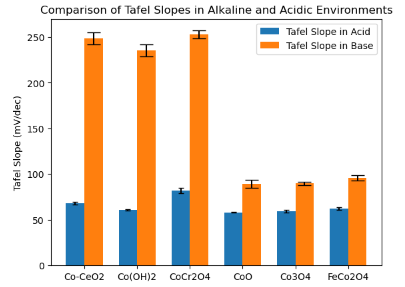 Comparison of Tafel Slopes in Alkaline and Acidic Environments
Tafel Slope in Acid
Tafel Slope in Base
Tafel Slope (mV/dec)
250
200
150
100
50
0
Co-CeO2 Co(OH)2 CoCr2O4 CoO Co3O4 FeCo2O4